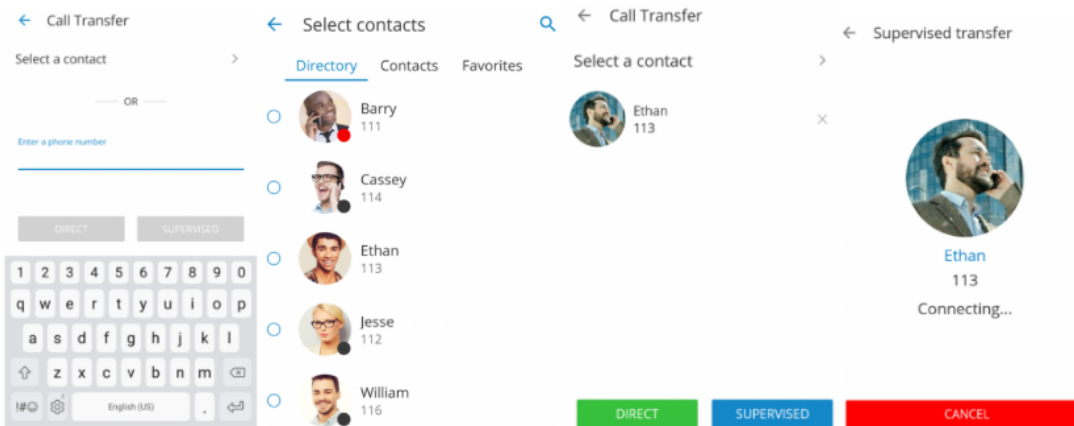 Call Transfer
Select a contact
OR
Enter a phone number
DIRECT
SUPERVISED
1 2 3 4 5 6 7 8 9 0
q w e r t y u i o p
a s d f g h j k l
z x c v b n m
!#☺
English (US)
.
Select contacts
Directory
Contacts
Favorites
Barry
111
Cassey
114
Ethan
113
Jesse
112
William
116
Call Transfer
Select a contact
Ethan
113
DIRECT
SUPERVISED
Supervised transfer
Ethan
113
Connecting...
CANCEL